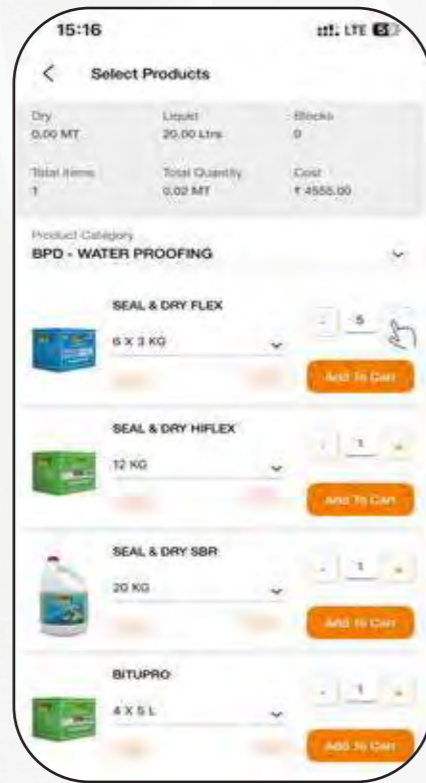 15:16 LTE
Select Products
Dry Liquid Blocks
0.00 MT 20.00 Ltrs 0
Total Items Total Quantity Cost
1 0.02 MT ₹ 4555.00
Product Category
BPD - WATER PROOFING
SEAL & DRY FLEX
- 5
6 X 3 KG
Add To Cart
SEAL & DRY HIFLEX
- 1 +
12 KG
Add To Cart
SEAL & DRY SBR
- 1 +
20 KG
Add To Cart
BITUPRO
- 1 +
4 X 5 L
Add To Cart